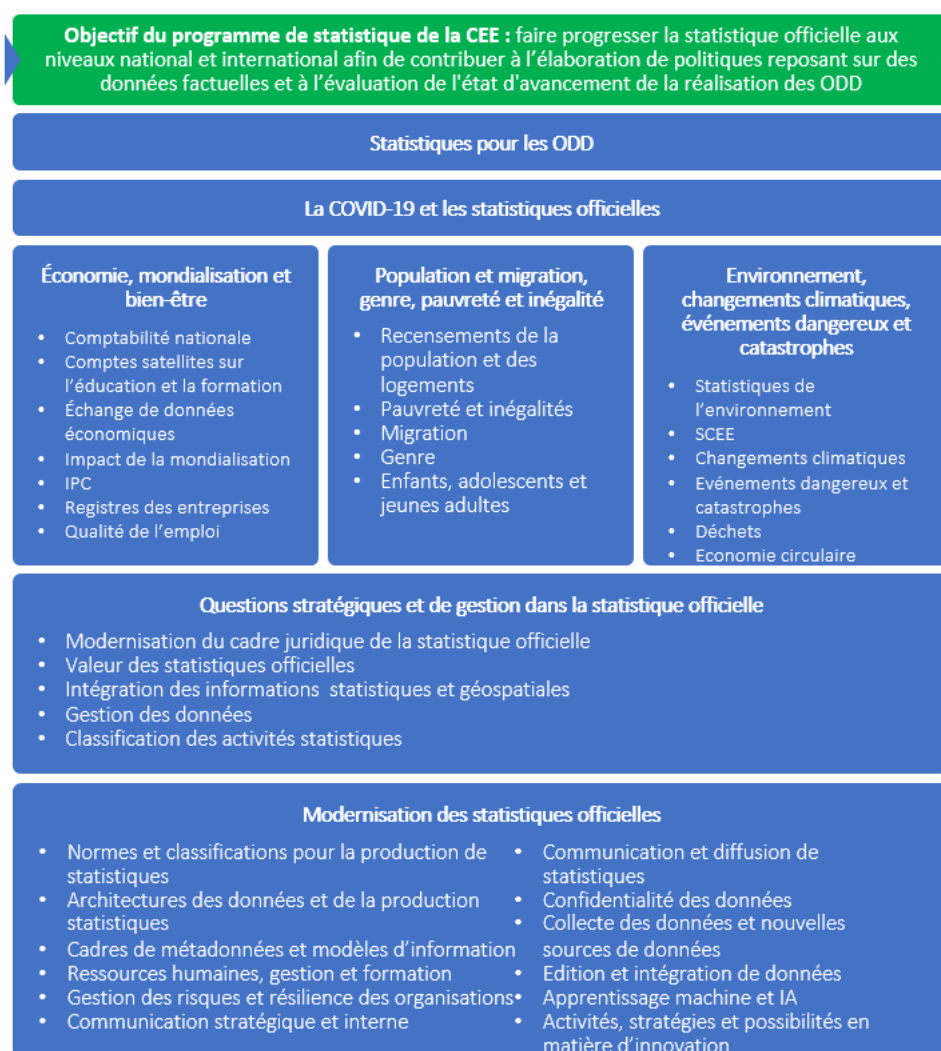 Objectif du programme de statistique de la CEE : faire progresser la statistique officielle aux
niveaux national et international afin de contribuer à l'élaboration de politiques reposant sur des
données factuelles et à l'évaluation de l'état d'avancement de la réalisation des ODD
Statistiques pour les ODD
La COVID-19 et les statistiques officielles
Économie, mondialisation et
bien-être
• Comptabilité nationale
• Comptes satellites sur
l'éducation et la formation
• Échange de données
économiques
• Impact de la mondialisation
• IPC
• Registres des entreprises
• Qualité de l'emploi
Population et migration,
genre, pauvreté et inégalité
• Recensements de la
population et des
logements
• Pauvreté et inégalités
• Migration
• Genre
• Enfants, adolescents et
jeunes adultes
Environnement,
changements climatiques,
événements dangereux et
catastrophes
• Statistiques de
l'environnement
• SCEE
• Changements climatiques
• Evénements dangereux et
catastrophes
• Déchets
• Economie circulaire
Questions stratégiques et de gestion dans la statistique officielle
• Modernisation du cadre juridique de la statistique officielle
• Valeur des statistiques officielles
• Intégration des informations statistiques et géospatiales
• Gestion des données
• Classification des activités statistiques
Modernisation des statistiques officielles
• Normes et classifications pour la production de
statistiques
• Architectures des données et de la production
statistiques
• Cadres de métadonnées et modèles d'information
• Ressources humaines, gestion et formation
• Gestion des risques et résilience des organisations
• Communication stratégique et interne
• Communication et diffusion de
statistiques
• Confidentialité des données
• Collecte des données et nouvelles
sources de données
• Edition et intégration de données
• Apprentissage machine et IA
• Activités, stratégies et possibilités en
matière d'innovation